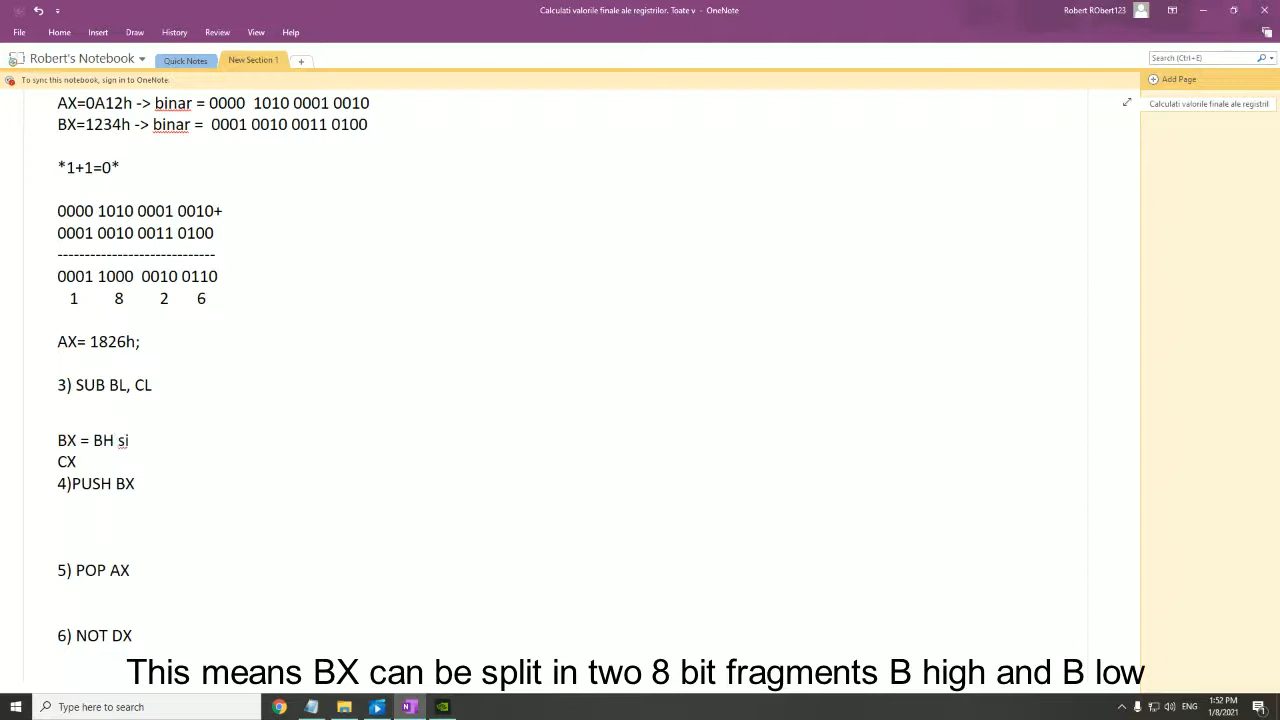 Calculati valorile finale ale registrilor. Toate v - OneNote
Robert RObert123
File Home Insert Draw History Review View Help
Robert's Notebook
Quick Notes
New Section 1
Search (Ctrl+E)
To sync this notebook, sign in to OneNote.
Add Page
Calculati valorile finale ale registril
AX=0A12h -> binar = 0000 1010 0001 0010
BX=1234h -> binar = 0001 0010 0011 0100
*1+1=0*
0000 1010 0001 0010+
0001 0010 0011 0100
-----------------------------
0001 1000 0010 0110
1 8 2 6
AX= 1826h;
3) SUB BL, CL
BX = BH si
CX
4)PUSH BX
5) POP AX
6) NOT DX
This means BX can be split in two 8 bit fragments B high and B low
Type here to search
ENG
1:52 PM
1/8/2021